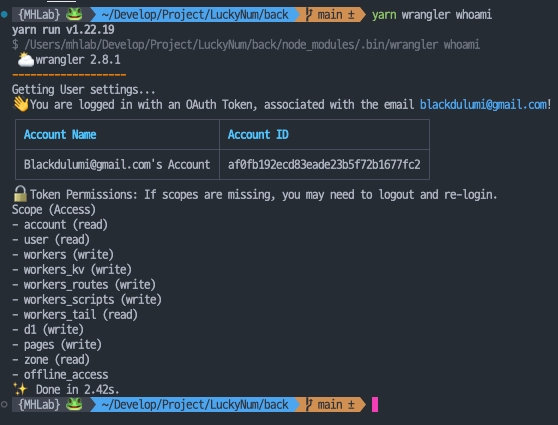 {MHLab} ~/Develop/Project/LuckyNum/back main ± yarn wrangler whoami
yarn run v1.22.19
$ /Users/mhlab/Develop/Project/LuckyNum/back/node_modules/.bin/wrangler whoami
⛅wrangler 2.8.1
-------------------
Getting User settings...
👋You are logged in with an OAuth Token, associated with the email blackdulumi@gmail.com!
Account Name Account ID
Blackdulumi@gmail.com's Account af0fb192ecd83eade23b5f72b1677fc2
🔓Token Permissions: If scopes are missing, you may need to logout and re-login.
Scope (Access)
- account (read)
- user (read)
- workers (write)
- workers_kv (write)
- workers_routes (write)
- workers_scripts (write)
- workers_tail (read)
- d1 (write)
- pages (write)
- zone (read)
- offline_access
✨ Done in 2.42s.
{MHLab} ~/Develop/Project/LuckyNum/back main ±